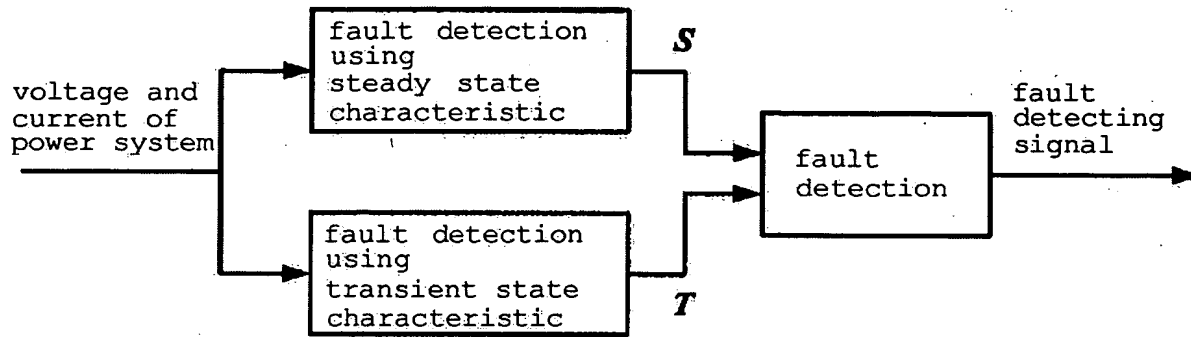 voltage and
current of
power system
fault detection
using
steady state
characteristic
S
fault detection
using
transient state
characteristic
T
fault
detection
fault
detecting
signal